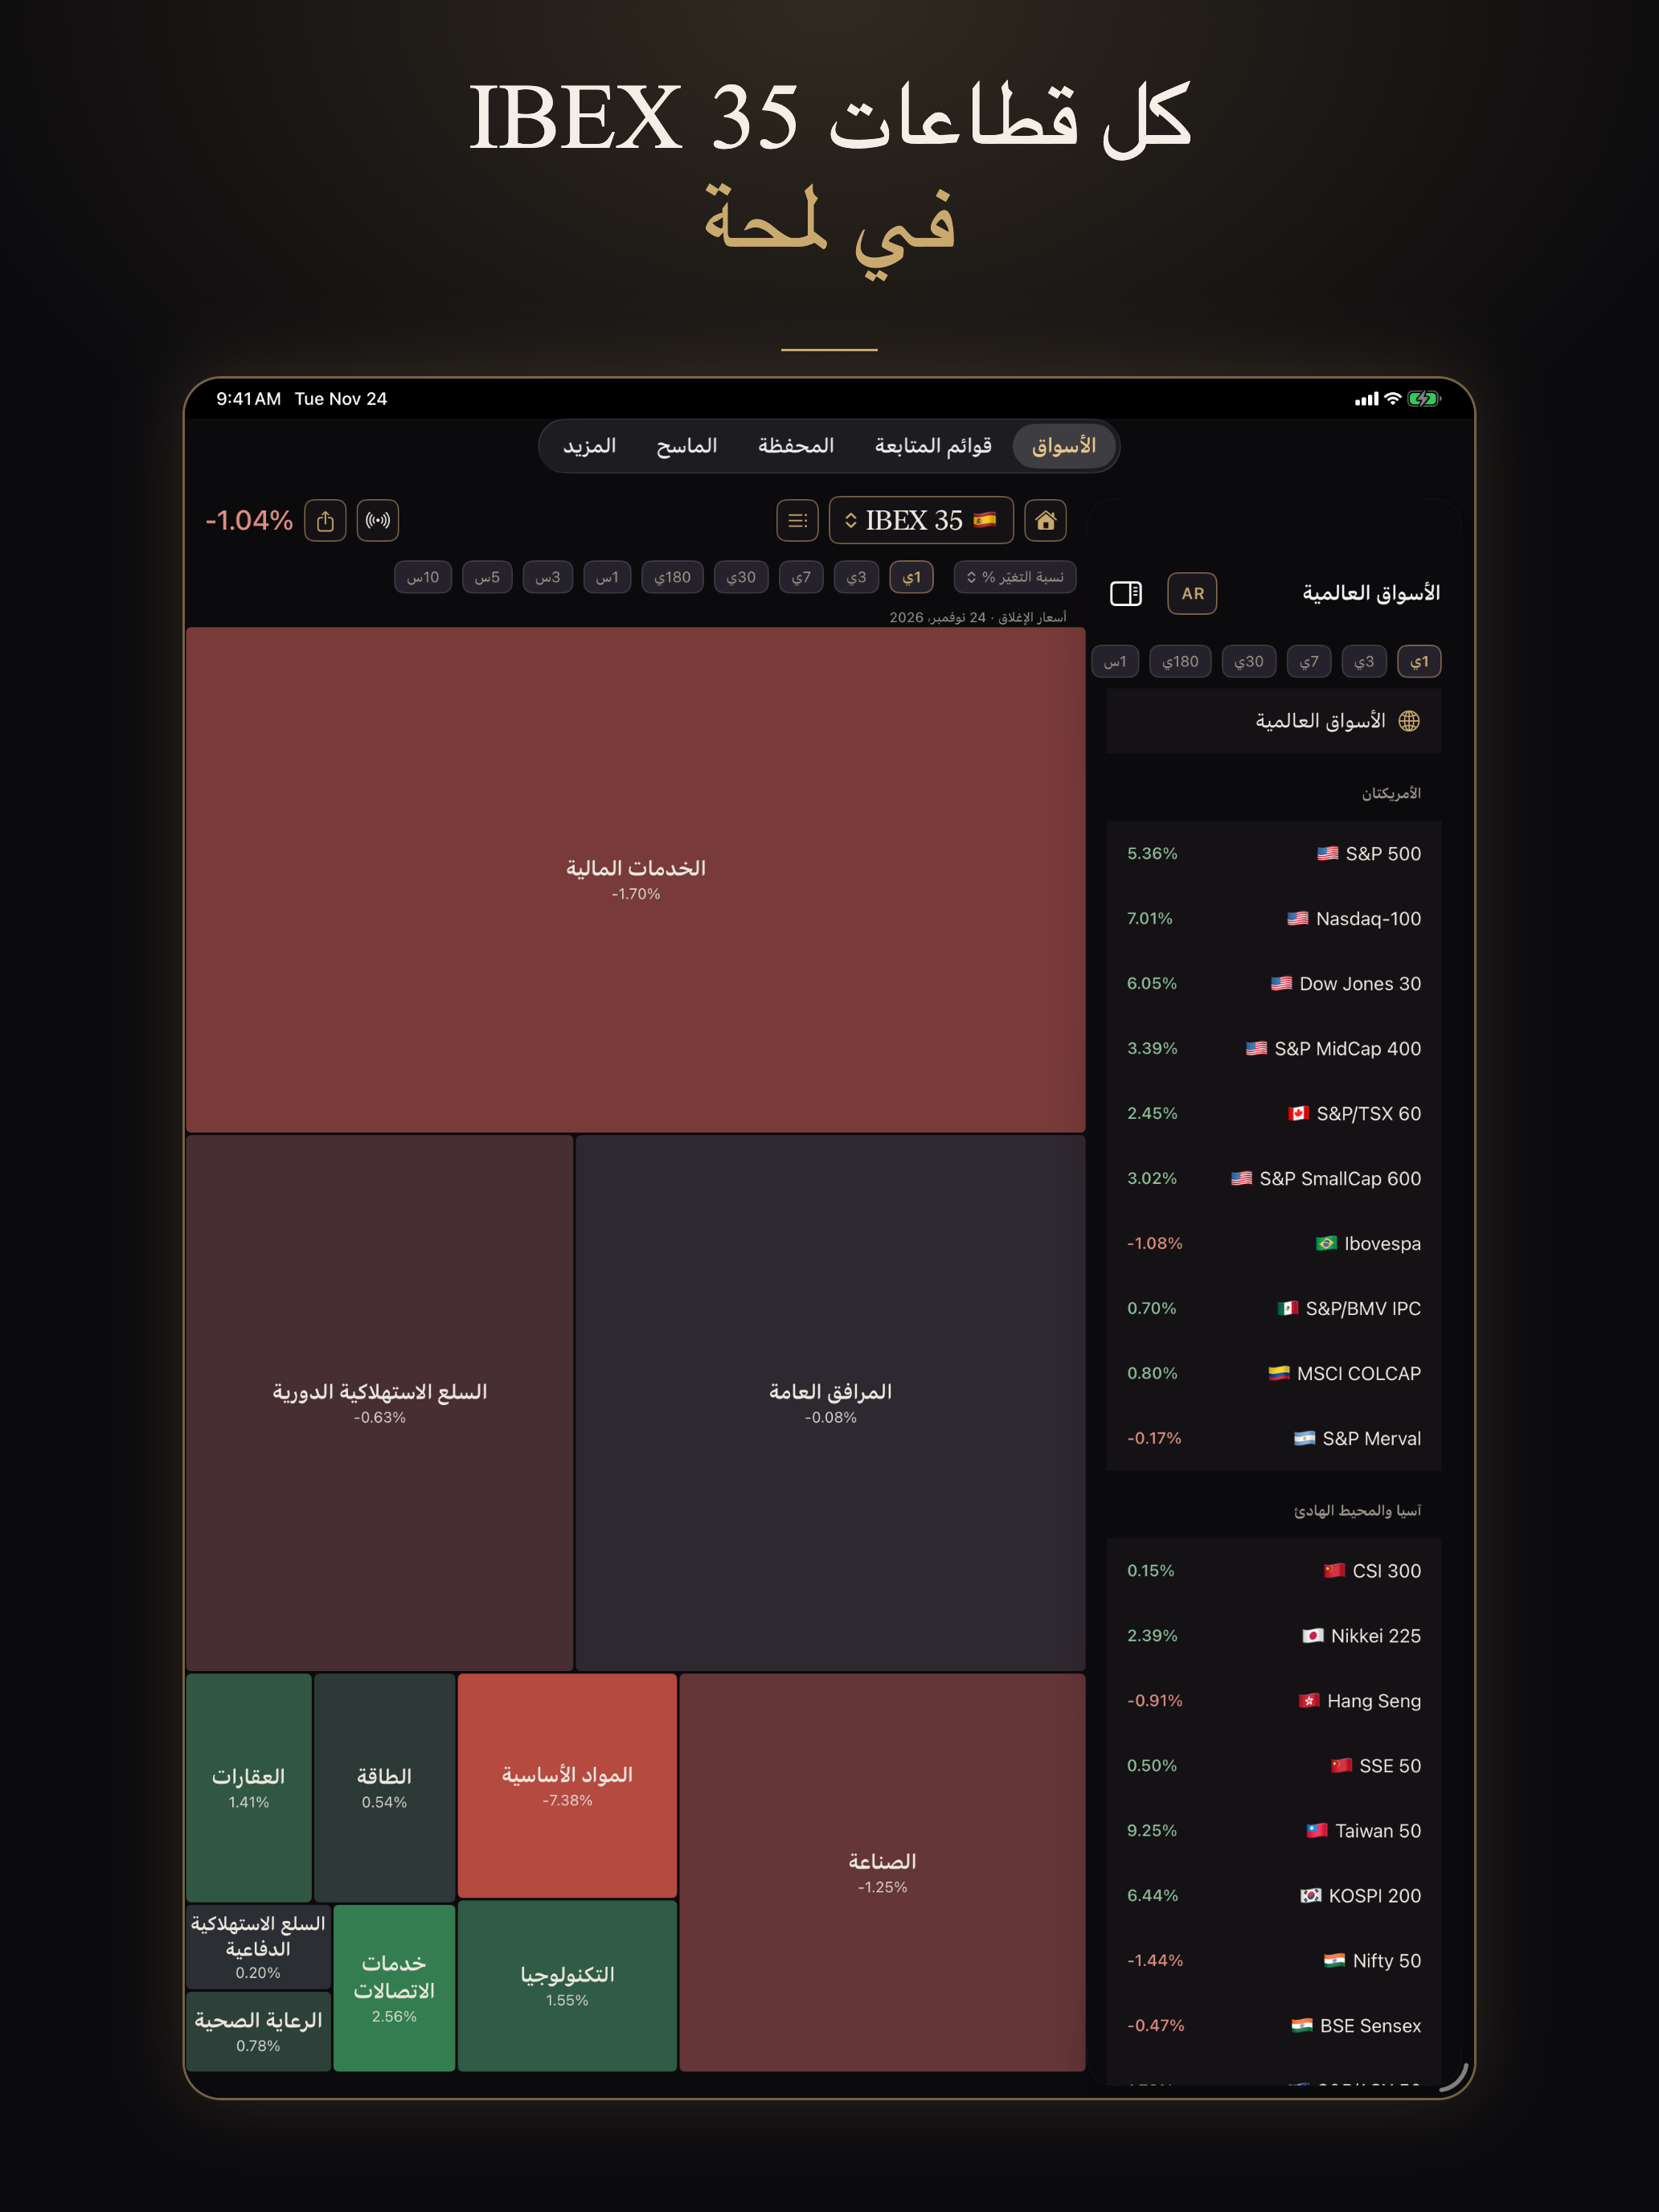 كل قطاعات IBEX 35
في لمحة
9:41 AM Tue Nov 24
الأسواق
قوائم المتابعة
المحفظة
الماسح
المزيد
الأسواق العالمية
AR
1ي
3ي
7ي
30ي
180ي
1س
الأسواق العالمية
الأمريكتان
S&P 500 5.36%
Nasdaq-100 7.01%
Dow Jones 30 6.05%
S&P MidCap 400 3.39%
S&P/TSX 60 2.45%
S&P SmallCap 600 3.02%
Ibovespa -1.08%
S&P/BMV IPC 0.70%
MSCI COLCAP 0.80%
S&P Merval -0.17%
آسيا والمحيط الهادئ
CSI 300 0.15%
Nikkei 225 2.39%
Hang Seng -0.91%
SSE 50 0.50%
Taiwan 50 9.25%
KOSPI 200 6.44%
Nifty 50 -1.44%
BSE Sensex -0.47%
IBEX 35
-1.04%
نسبة التغيّر %
1ي
3ي
7ي
30ي
180ي
1س
3س
5س
10س
أسعار الإغلاق · 24 نوفمبر، 2026
الخدمات المالية
-1.70%
المرافق العامة
-0.08%
السلع الاستهلاكية الدورية
-0.63%
الصناعة
-1.25%
المواد الأساسية
-7.38%
الطاقة
0.54%
العقارات
1.41%
التكنولوجيا
1.55%
خدمات
الاتصالات
2.56%
السلع الاستهلاكية
الدفاعية
0.20%
الرعاية الصحية
0.78%